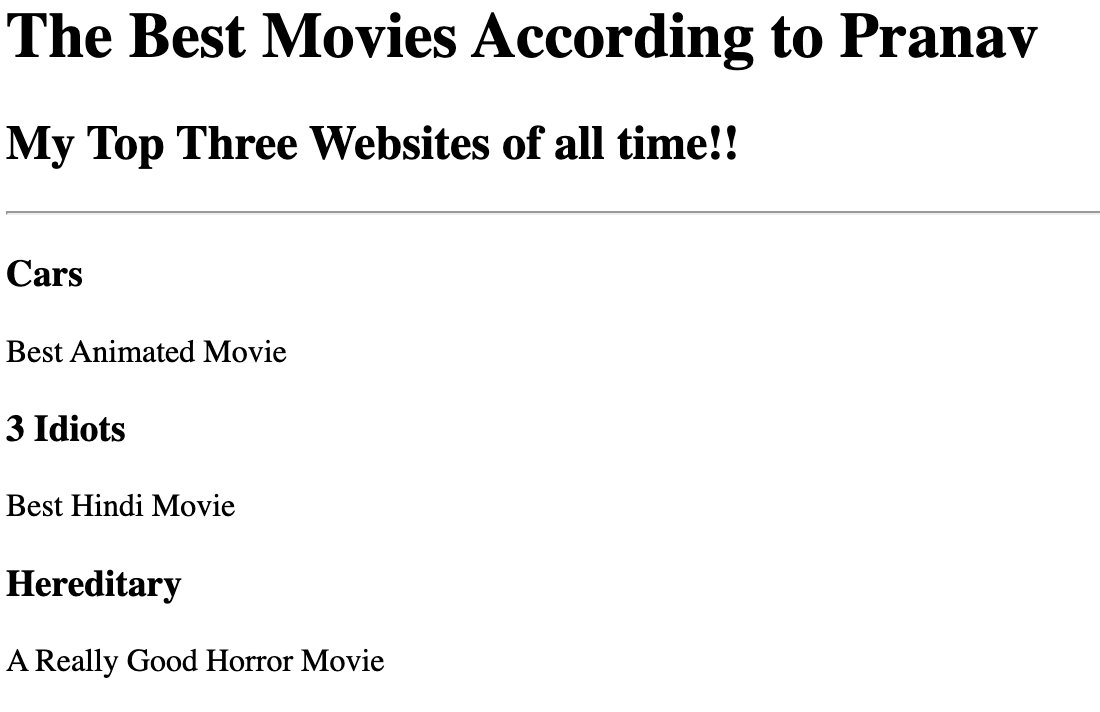 The Best Movies According to Pranav
My Top Three Websites of all time!!
Cars
Best Animated Movie
3 Idiots
Best Hindi Movie
Hereditary
A Really Good Horror Movie